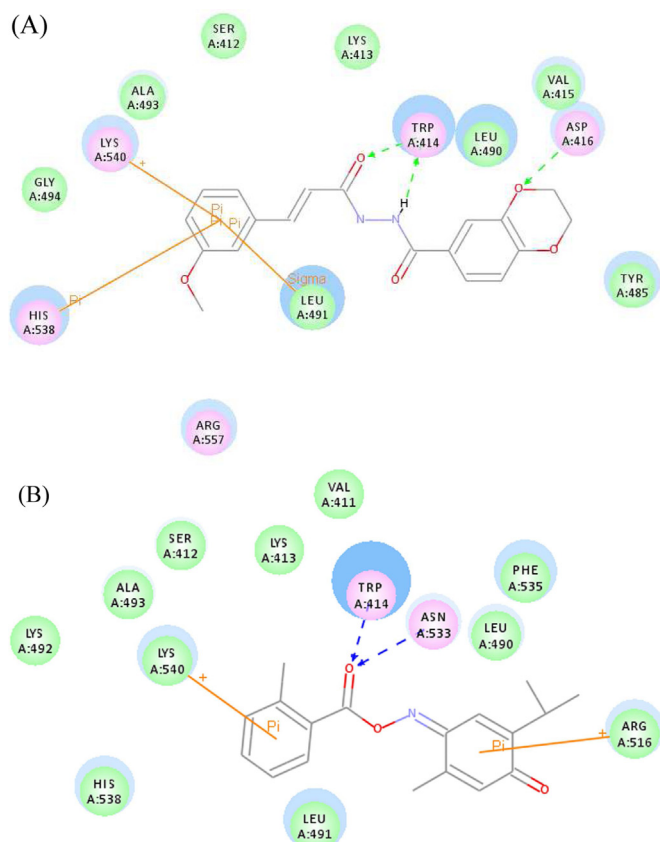 (A)
SER
A:412
LYS
A:413
ALA
A:493
VAL
A:415
LYS
A:540
TRP
A:414
LEU
A:490
ASP
A:416
GLY
A:494
+
O
H
O
Pi
Pi
Pi
N
N
O
O
O
Sigma
TYR
A:485
HIS
A:538
Pi
LEU
A:491
ARG
A:557
(B)
VAL
A:411
SER
A:412
LYS
A:413
PHE
A:535
ALA
A:493
TRP
A:414
ASN
A:533
LEU
A:490
LYS
A:492
LYS
A:540
+
O
N
O
Pi
Pi
+
ARG
A:516
O
HIS
A:538
LEU
A:491